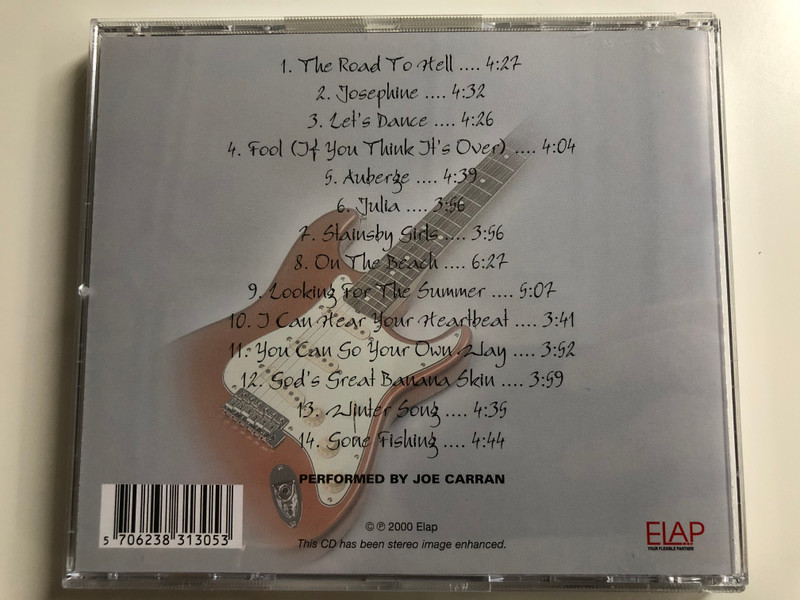 1. The Road To Hell .... 4:27
2. Josephine .... 4:32
3. Let's Dance .... 4:26
4. Fool (If You Think It's Over) .... 4:04
5. Auberge .... 4:39
6. Julia .... 3:56
7. Stainsby Girls .... 3:56
8. On The Beach .... 6:27
9. Looking For The Summer .... 5:07
10. I Can Hear Your Heartbeat .... 3:41
11. You Can Go Your Own Way .... 3:52
12. God's Great Banana Skin .... 3:59
13. Winter Song .... 4:35
14. Gone Fishing .... 4:44
PERFORMED BY JOE CARRAN
5 706238 313053
© ℗ 2000 Elap
This CD has been stereo image enhanced.
ELAP
YOUR FLEXIBLE PARTNER